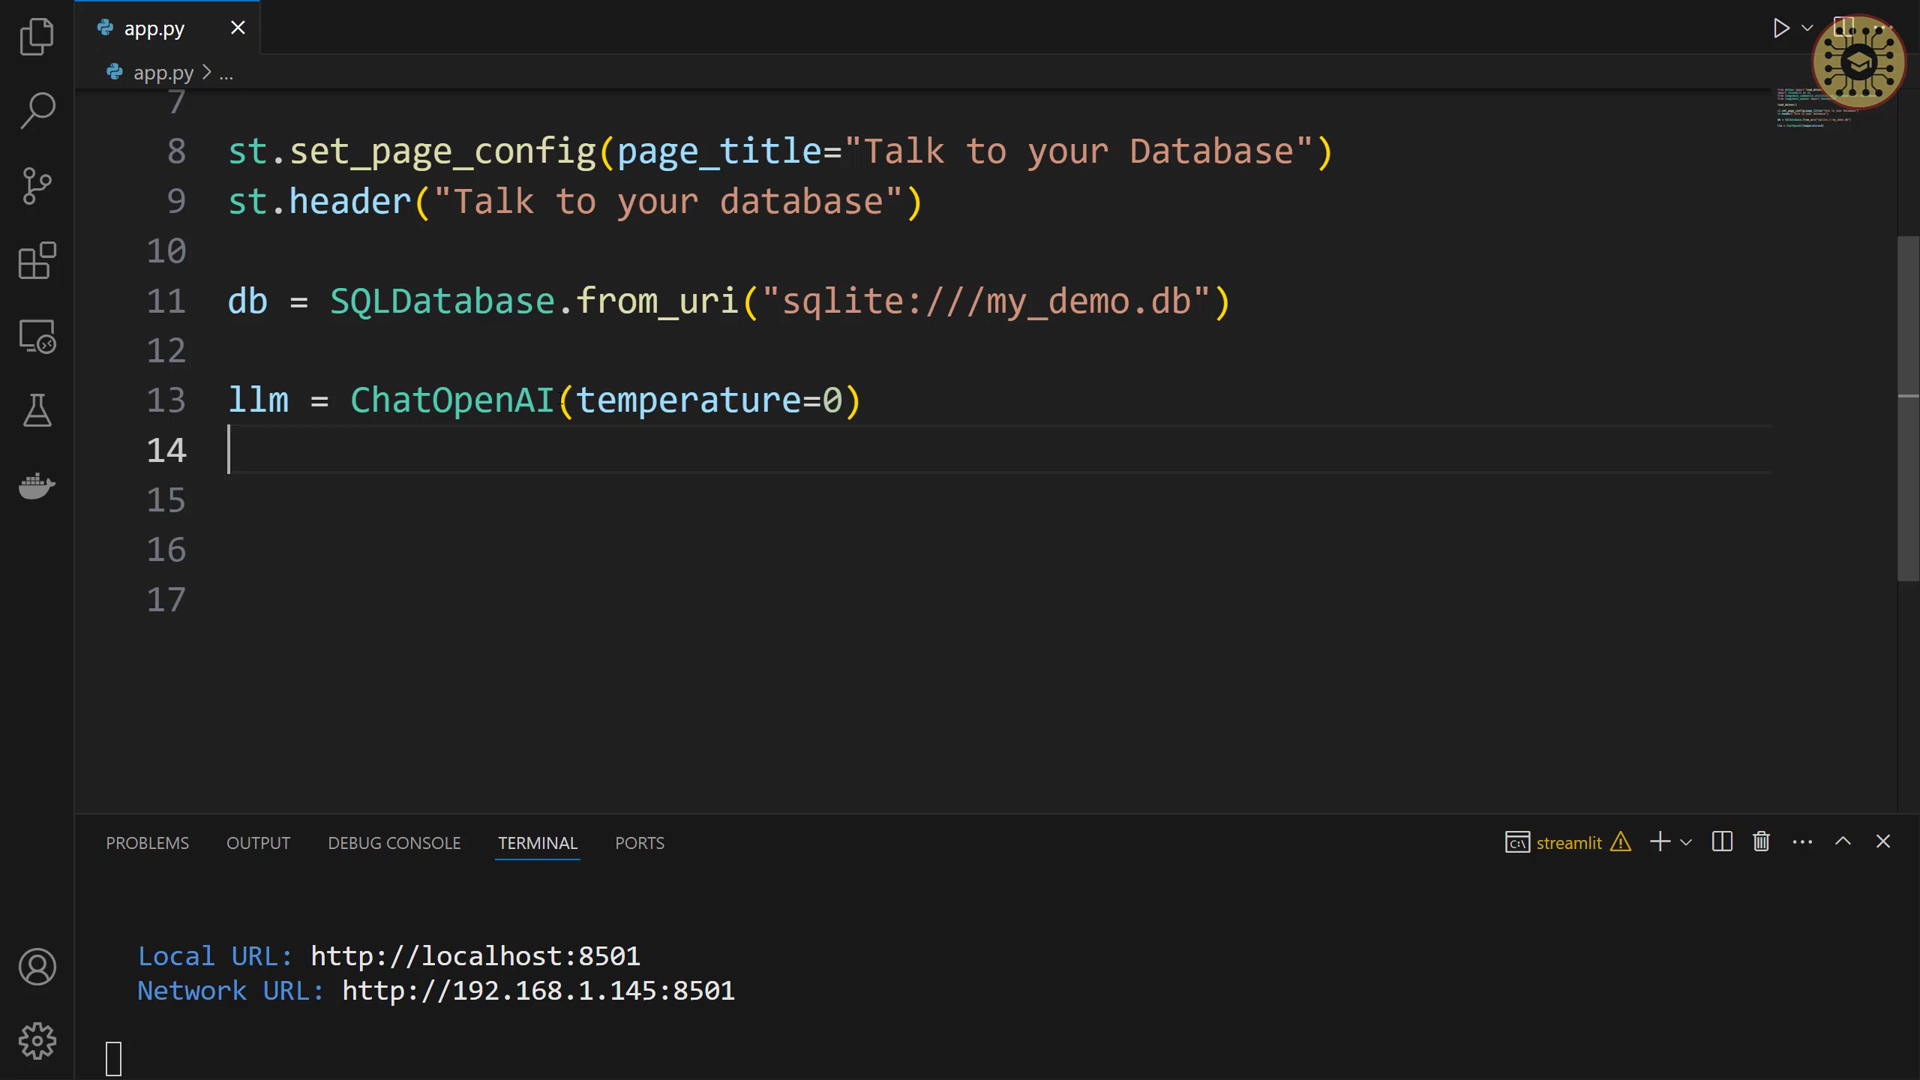 app.py
app.py > ...
7
8 st.set_page_config(page_title="Talk to your Database")
9 st.header("Talk to your database")
10
11 db = SQLDatabase.from_uri("sqlite:///my_demo.db")
12
13 llm = ChatOpenAI(temperature=0)
14
15
16
17
PROBLEMS OUTPUT DEBUG CONSOLE TERMINAL PORTS streamlit
Local URL: http://localhost:8501
Network URL: http://192.168.1.145:8501